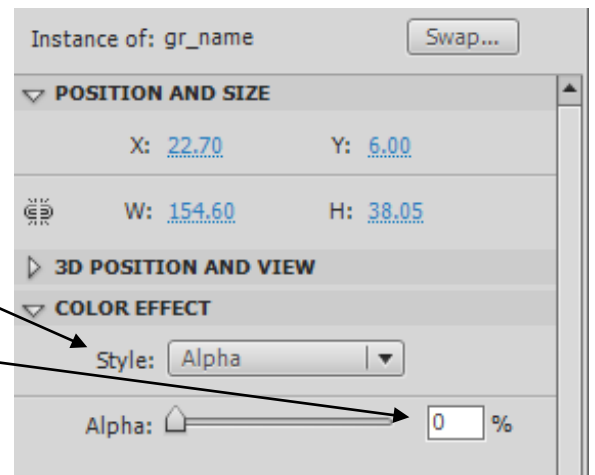 Instance of: gr_name Swap...
POSITION AND SIZE
X: 22.70 Y: 6.00
W: 154.60 H: 38.05
3D POSITION AND VIEW
COLOR EFFECT
Style: Alpha
Alpha: 0 %